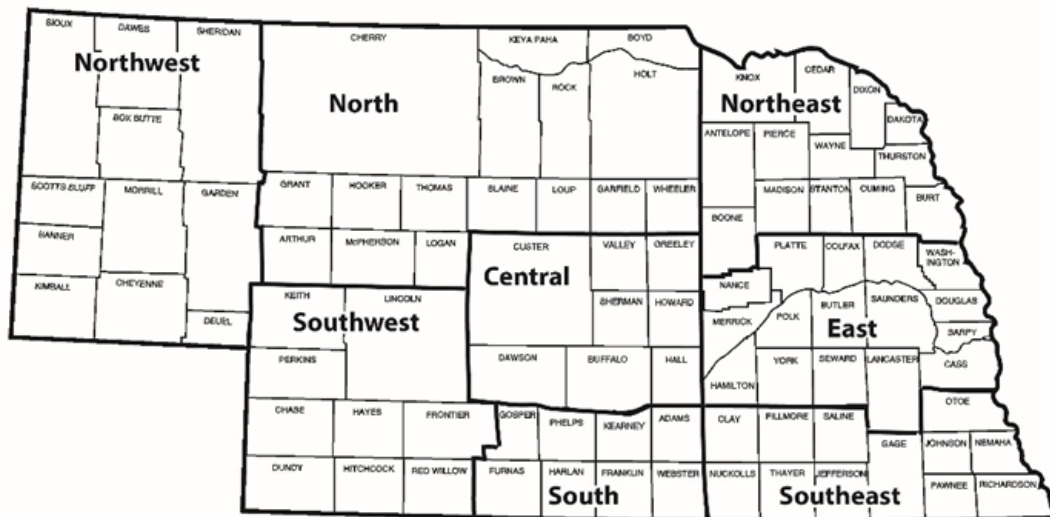 SIOUX
DAWES
SHERIDAN
CHERRY
KEYA PAHA
BOYD
Northwest
BROWN
ROCK
HOLT
KNOX
CEDAR
DIXON
North
Northeast
DAKOTA
BOX BUTTE
ANTELOPE
PIERCE
WAYNE
THURSTON
SCOTTS BLUFF
MORRILL
GARDEN
GRANT
HOOKER
THOMAS
BLAINE
LOUP
GARFIELD
WHEELER
MADISON
STANTON
CUMING
BURT
BOONE
BANNER
ARTHUR
McPHERSON
LOGAN
CUSTER
VALLEY
GREELEY
PLATTE
COLFAX
DODGE
WASH-
INGTON
Central
KIMBALL
CHEYENNE
NANCE
KEITH
LINCOLN
SHERMAN
HOWARD
BUTLER
SAUNDERS
DOUGLAS
DEUEL
Southwest
MERRICK
POLK
East
SARPY
PERKINS
DAWSON
BUFFALO
HALL
YORK
SEWARD
LANCASTER
CASS
HAMILTON
CHASE
HAYES
FRONTIER
GOSPER
PHELPS
KEARNEY
ADAMS
CLAY
FILLMORE
SALINE
OTOE
GAGE
JOHNSON
NEMAHA
DUNDY
HITCHCOCK
RED WILLOW
FURNAS
HARLAN
FRANKLIN
WEBSTER
NUCKOLLS
THAYER
JEFFERSON
PAWNEE
RICHARDSON
South
Southeast